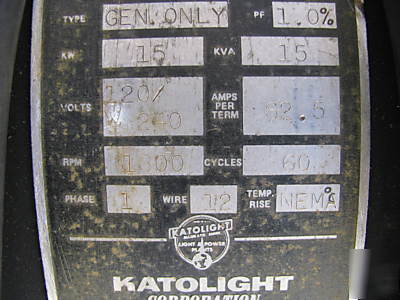 TYPE GEN.ONLY PF 1.0%
KW 15 KVA 15
VOLTS 120/ 240 AMPS PER TERM 62.5
RPM 1800 CYCLES 60
PHASE 1 WIRE 12 TEMP. RISE NEMA
KATOLIGHT
LIGHT & POWER
PLANTS
KATOLIGHT
CORPORATION